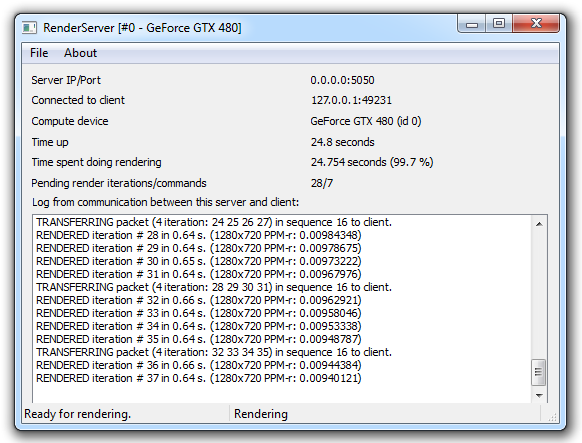 RenderServer [#0 - GeForce GTX 480]
File About
Server IP/Port 0.0.0.0:5050
Connected to client 127.0.0.1:49231
Compute device GeForce GTX 480 (id 0)
Time up 24.8 seconds
Time spent doing rendering 24.754 seconds (99.7 %)
Pending render iterations/commands 28/7
Log from communication between this server and client:
TRANSFERRING packet (4 iteration: 24 25 26 27) in sequence 16 to client.
RENDERED iteration # 28 in 0.64 s. (1280x720 PPM-r: 0.00984348)
RENDERED iteration # 29 in 0.64 s. (1280x720 PPM-r: 0.00978675)
RENDERED iteration # 30 in 0.65 s. (1280x720 PPM-r: 0.00973222)
RENDERED iteration # 31 in 0.64 s. (1280x720 PPM-r: 0.00967976)
TRANSFERRING packet (4 iteration: 28 29 30 31) in sequence 16 to client.
RENDERED iteration # 32 in 0.66 s. (1280x720 PPM-r: 0.00962921)
RENDERED iteration # 33 in 0.64 s. (1280x720 PPM-r: 0.00958046)
RENDERED iteration # 34 in 0.64 s. (1280x720 PPM-r: 0.00953338)
RENDERED iteration # 35 in 0.64 s. (1280x720 PPM-r: 0.00948787)
TRANSFERRING packet (4 iteration: 32 33 34 35) in sequence 16 to client.
RENDERED iteration # 36 in 0.66 s. (1280x720 PPM-r: 0.00944384)
RENDERED iteration # 37 in 0.64 s. (1280x720 PPM-r: 0.00940121)
Ready for rendering. Rendering